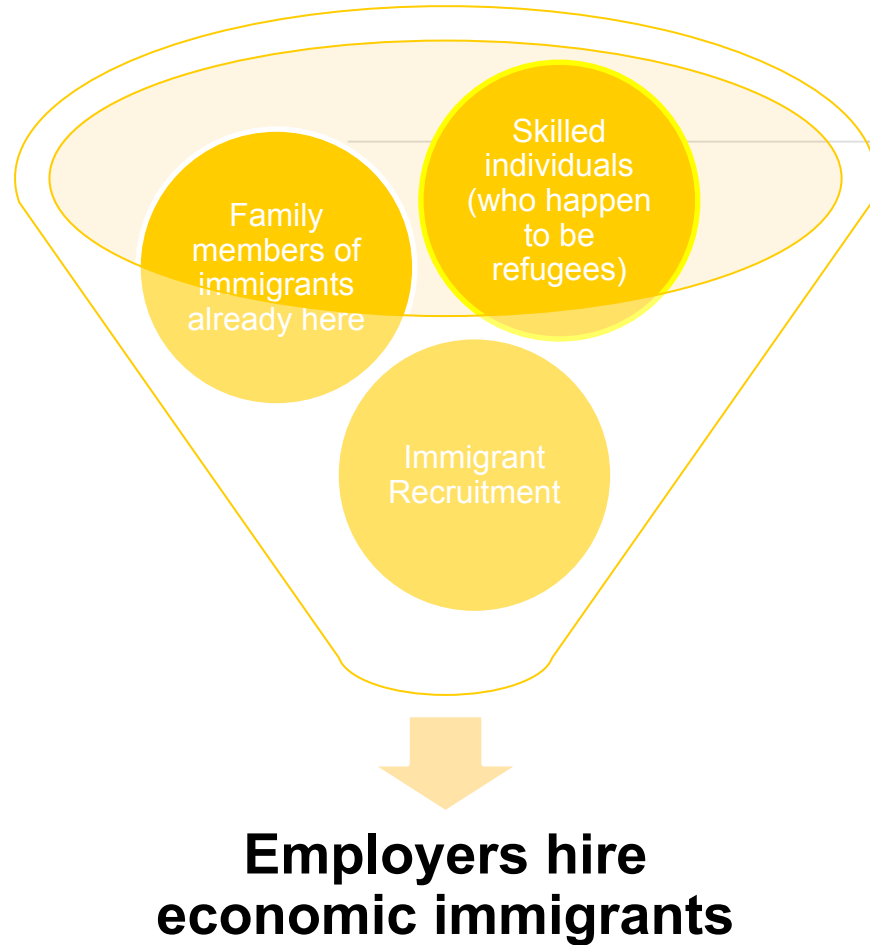 Skilled
individuals
(who happen
to be
refugees)
Family
members of
immigrants
already here
Immigrant
Recruitment
Employers hire
economic immigrants